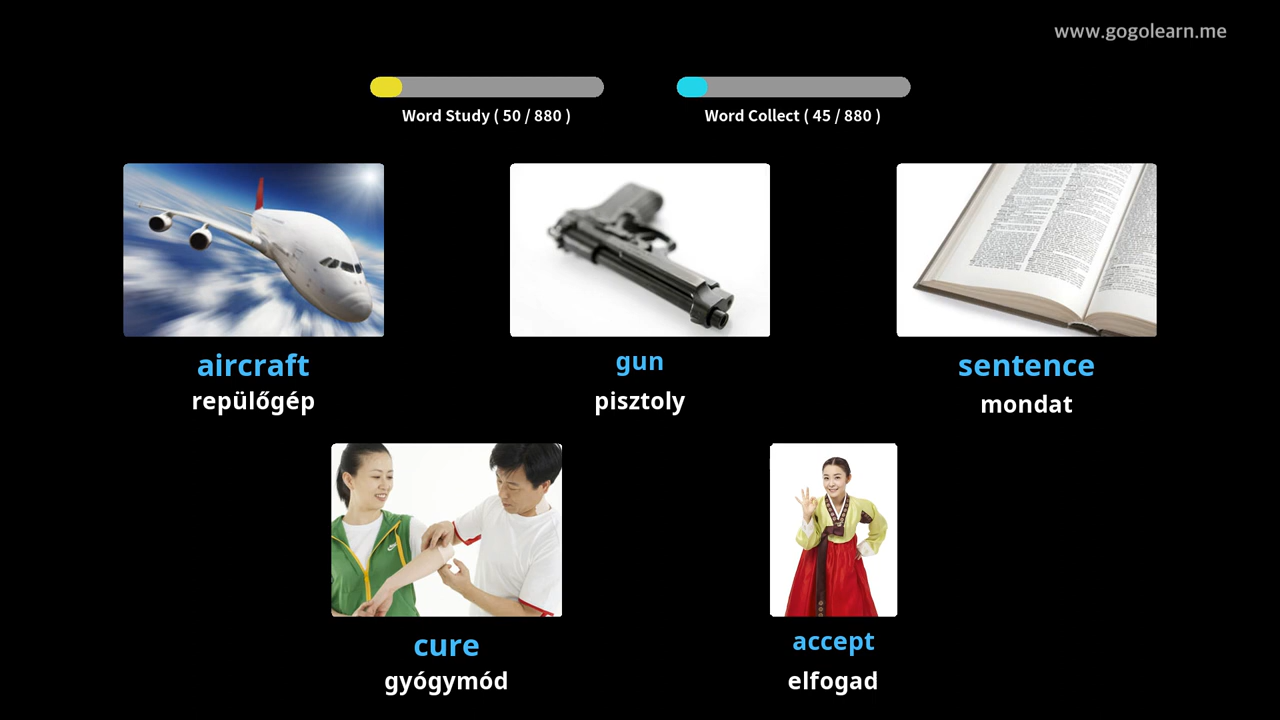 www.gogolearn.me
Word Study ( 50 / 880 )
Word Collect ( 45 / 880 )
aircraft
repülőgép
gun
pisztoly
sentence
mondat
cure
gyógymód
accept
elfogad